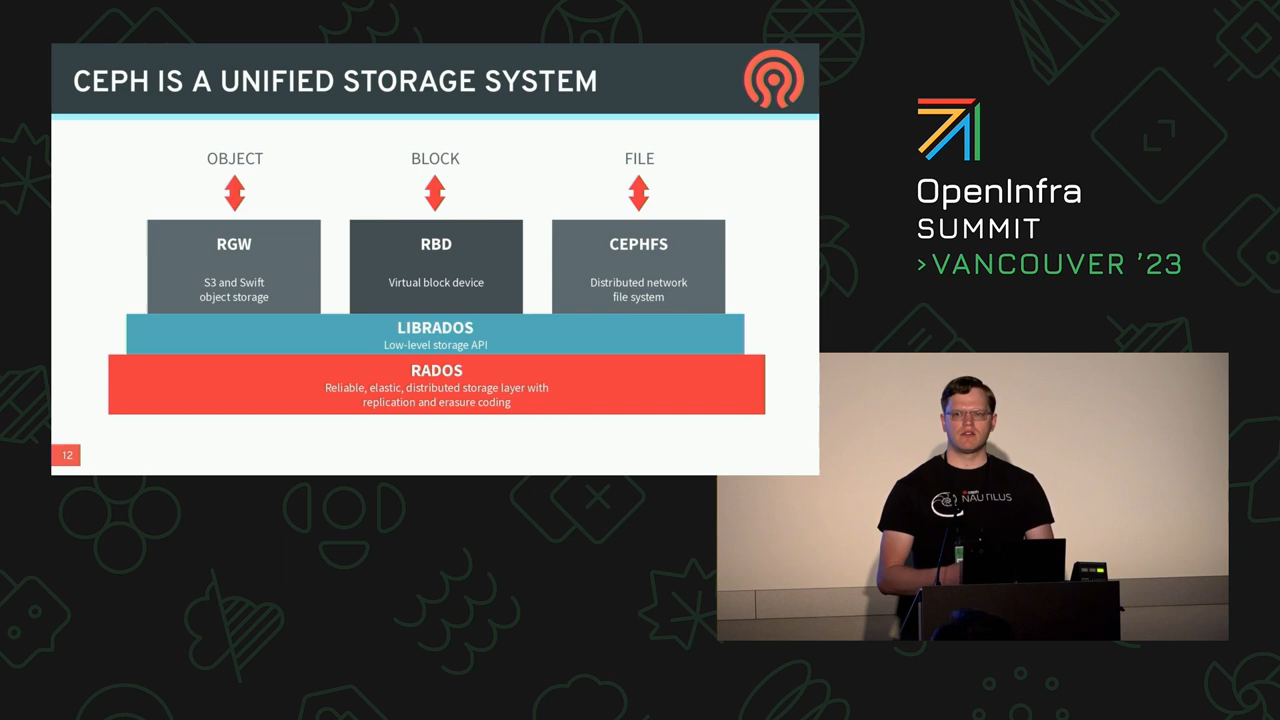 CEPH IS A UNIFIED STORAGE SYSTEM
OBJECT
BLOCK
FILE
RGW
S3 and Swift
object storage
RBD
Virtual block device
CEPHFS
Distributed network
file system
LIBRADOS
Low-level storage API
RADOS
Reliable, elastic, distributed storage layer with
replication and erasure coding
12
OpenInfra
SUMMIT
>VANCOUVER '23
ceph
NAUTILUS